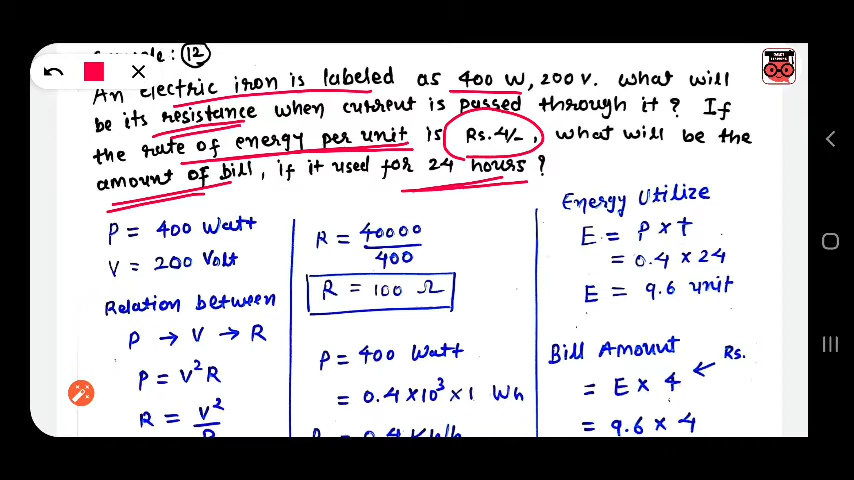 : 12
An electric iron is labeled as 400 W, 200 V. What will
be its resistance when current is passed through it? If
the rate of energy per unit is Rs. 4/-, what will be the
amount of bill, if it used for 24 hours?
P = 400 Watt
V = 200 Volt
Relation between
P → V → R
P = V²R
R = V²
R = 40000
400
R = 100 Ω
P = 400 Watt
= 0.4 × 10³ × 1 Wh
Energy Utilize
E = P × t
= 0.4 × 24
E = 9.6 unit
Bill Amount
Rs.
= E × 4
= 9.6 × 4